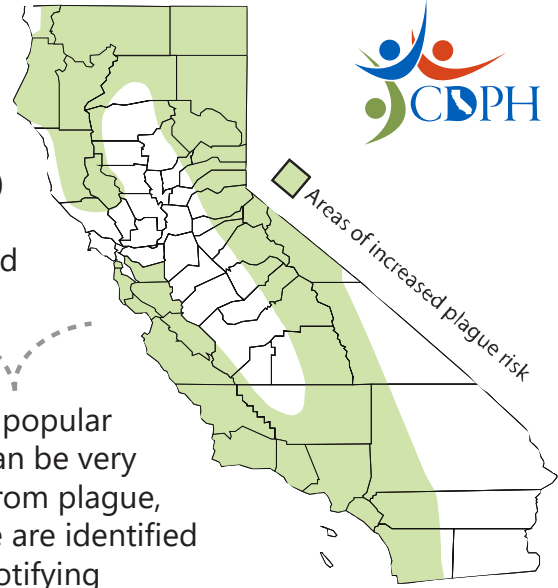 CDPH
)
Areas of increased plague risk
d
popular
an be very
rom plague,
e are identified
otifying